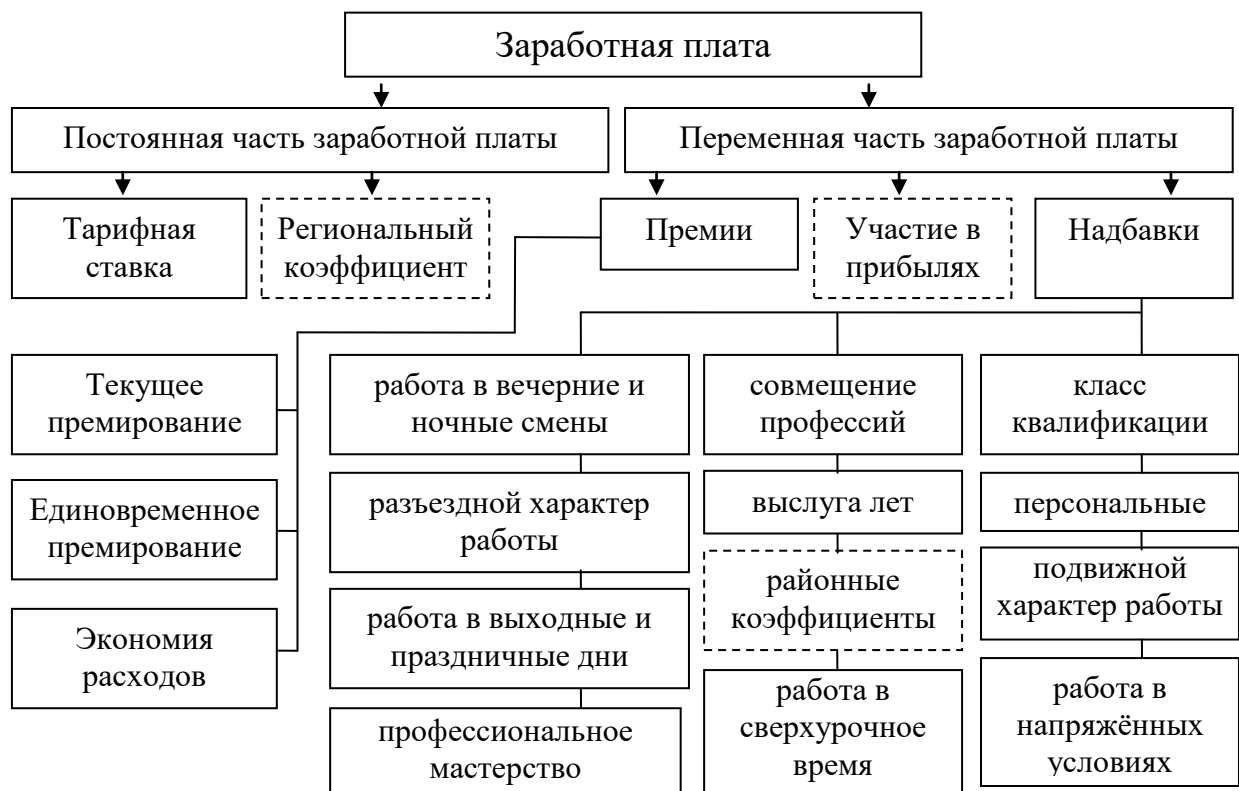 Заработная плата
Постоянная часть заработной платы
Переменная часть заработной платы
Тарифная
ставка
Региональный
коэффициент
Премии
Участие в
прибылях
Надбавки
Текущее
премирование
Единовременное
премирование
Экономия
расходов
работа в вечерние и
ночные смены
разъездной характер
работы
работа в выходные и
праздничные дни
профессиональное
мастерство
совмещение
профессий
выслуга лет
районные
коэффициенты
работа в
сверхурочное
время
класс
квалификации
персональные
подвижной
характер работы
работа в
напряжённых
условиях